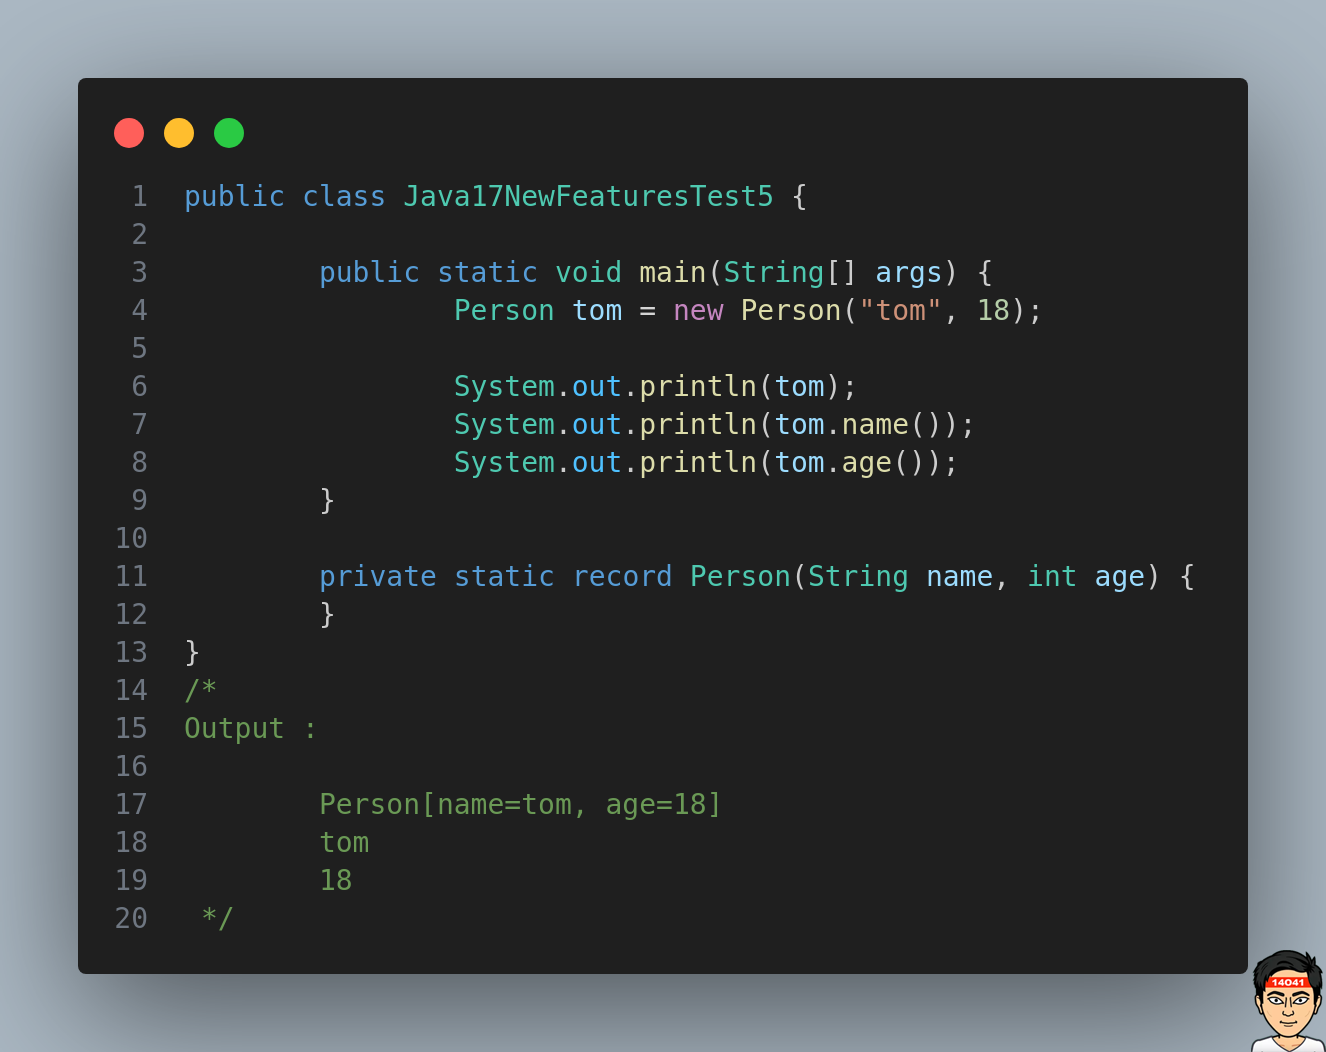 1 public class Java17NewFeaturesTest5 {
2
3 public static void main(String[] args) {
4 Person tom = new Person("tom", 18);
5
6 System.out.println(tom);
7 System.out.println(tom.name());
8 System.out.println(tom.age());
9 }
10
11 private static record Person(String name, int age) {
12 }
13 }
14 /*
15 Output :
16
17 Person[name=tom, age=18]
18 tom
19 18
20 */
14041